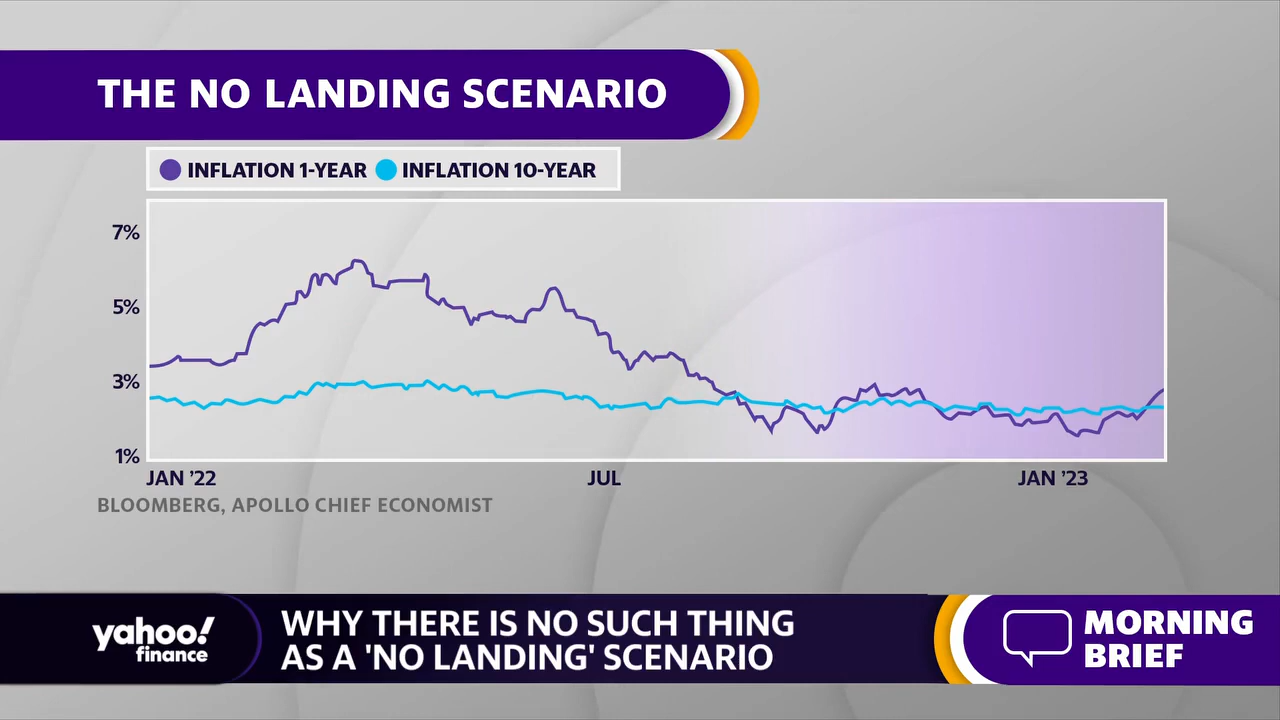 THE NO LANDING SCENARIO
INFLATION 1-YEAR INFLATION 10-YEAR
7%
5%
3%
1%
JAN ’22 JUL JAN ’23
BLOOMBERG, APOLLO CHIEF ECONOMIST
yahoo!
finance
WHY THERE IS NO SUCH THING
AS A 'NO LANDING' SCENARIO
MORNING
BRIEF